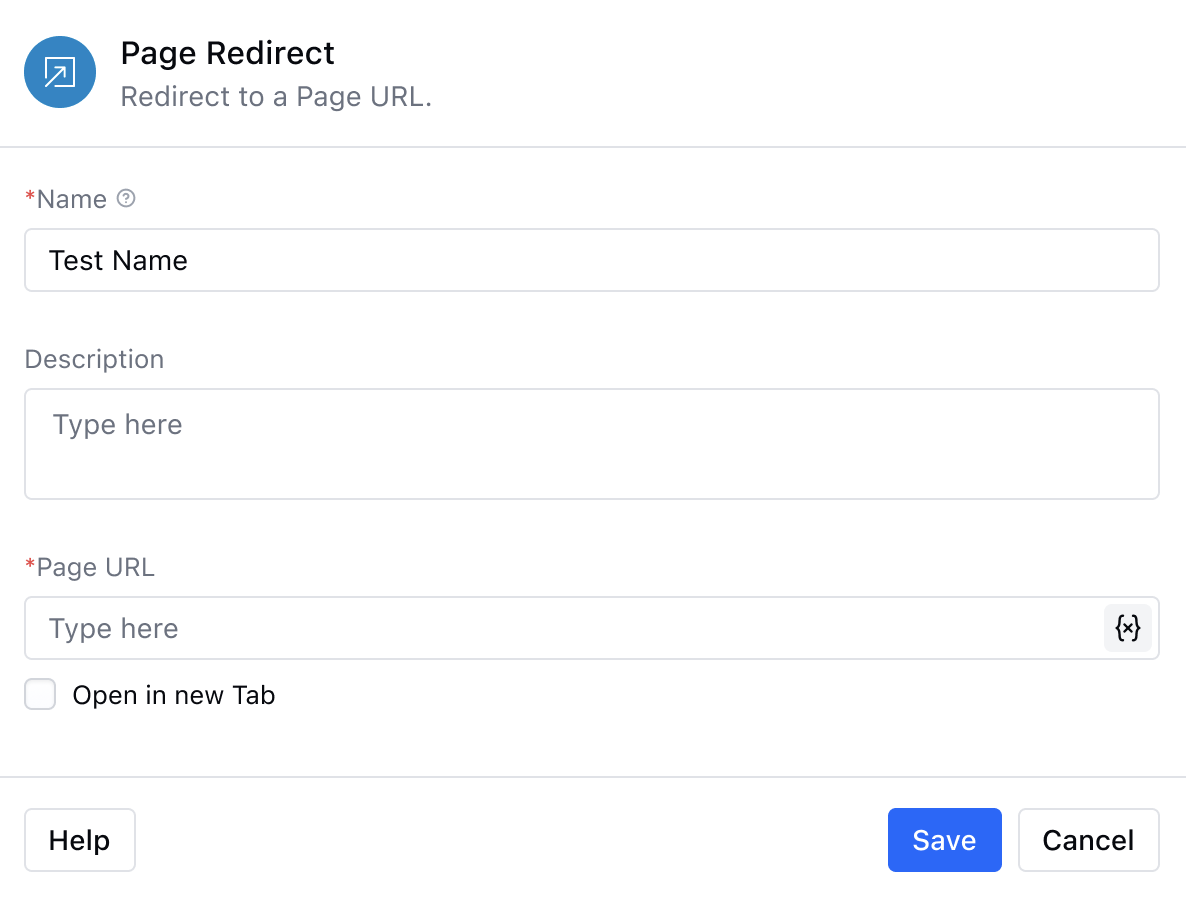 Page Redirect
Redirect to a Page URL.
*Name
Test Name
Description
Type here
*Page URL
Type here
{×}
Open in new Tab
Help
Save
Cancel